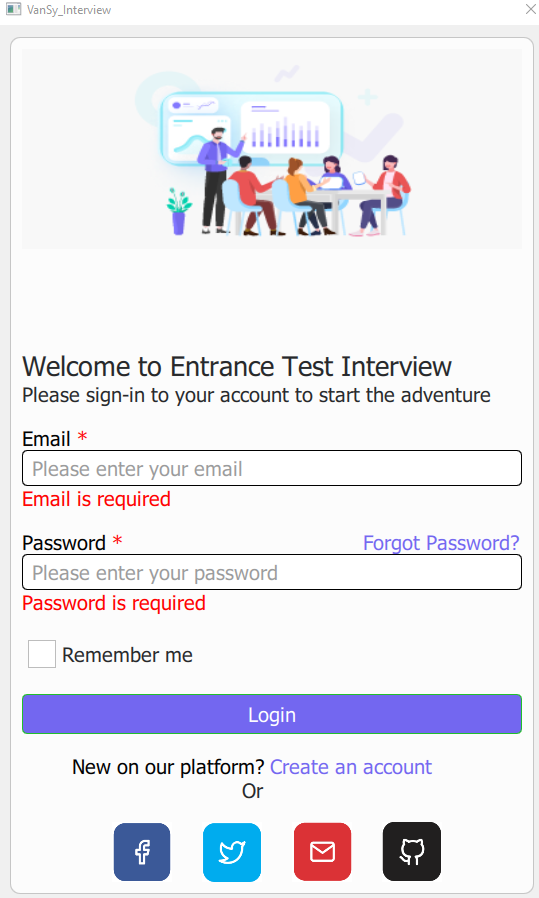 VanSy_Interview
Welcome to Entrance Test Interview
Please sign-in to your account to start the adventure
Email *
Please enter your email
Email is required
Password * Forgot Password?
Please enter your password
Password is required
Remember me
Login
New on our platform? Create an account
Or